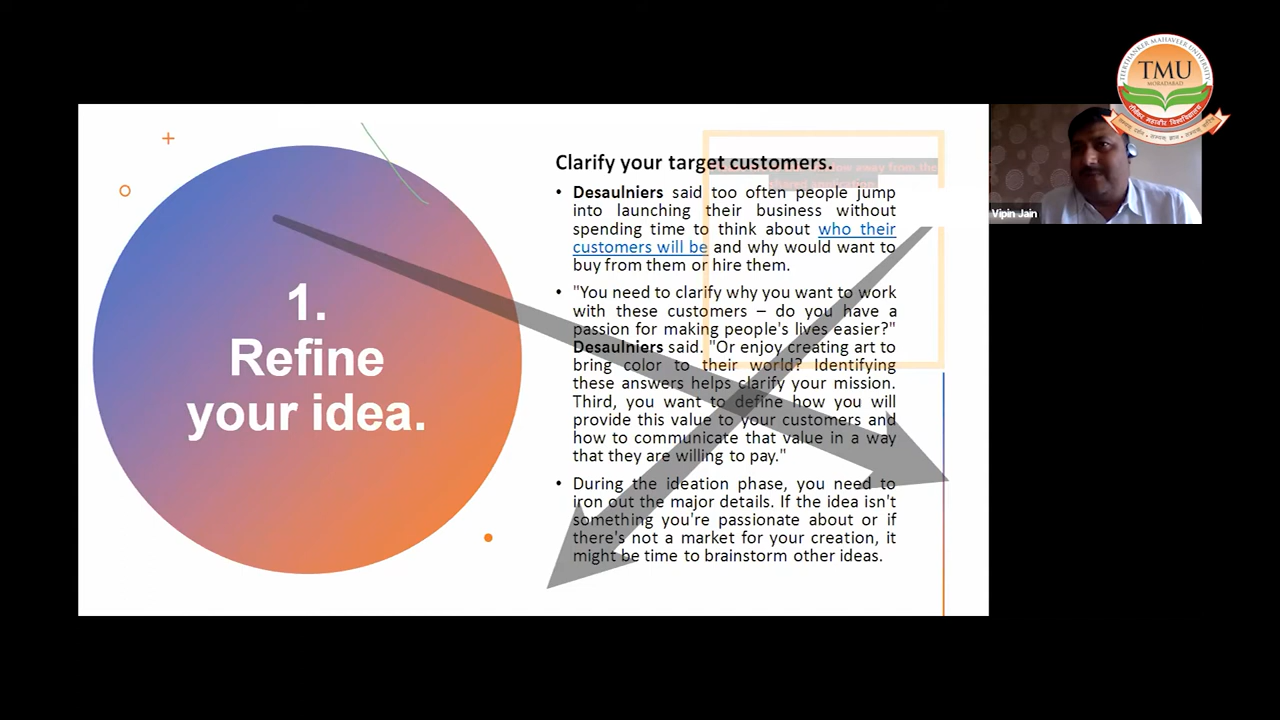 TEERTHANKER MAHAVEER UNIVERSITY
TMU
MORADABAD
Vipin Jain
1.
Refine
your idea.
Clarify your target customers.
• Desaulniers said too often people jump
into launching their business without
spending time to think about who their
customers will be and why would want to
buy from them or hire them.
• "You need to clarify why you want to work
with these customers – do you have a
passion for making people's lives easier?"
Desaulniers said. "Or enjoy creating art to
bring color to their world? Identifying
these answers helps clarify your mission.
Third, you want to define how you will
provide this value to your customers and
how to communicate that value in a way
that they are willing to pay."
• During the ideation phase, you need to
iron out the major details. If the idea isn't
something you're passionate about or if
there's not a market for your creation, it
might be time to brainstorm other ideas.
away from the